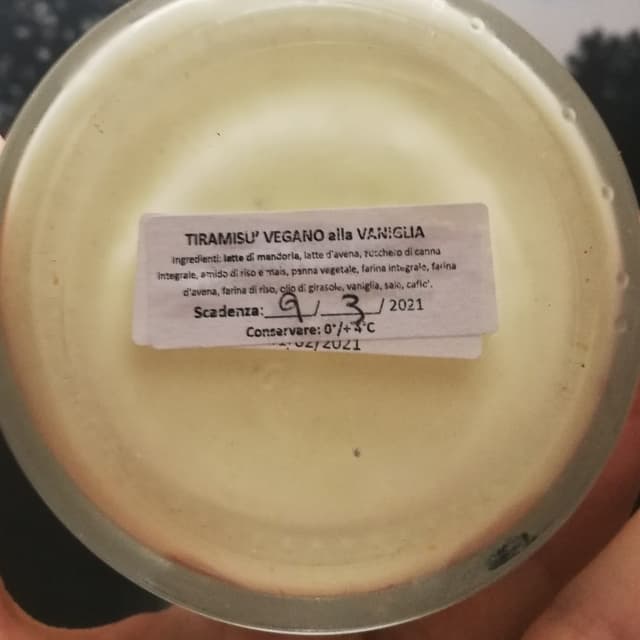 TIRAMISU' VEGANO alla VANIGLIA
Ingredienti: latte di mandorla, latte d'avena, zucchero di canna
integrale, amido di riso e mais, panna vegetale, farina integrale, farina
d'avena, farina di riso, olio di girasole, vaniglia, sale, caffe'.
Scadenza: 9 / 3 / 2021
Conservare: 0°/+4°C
/02/2021